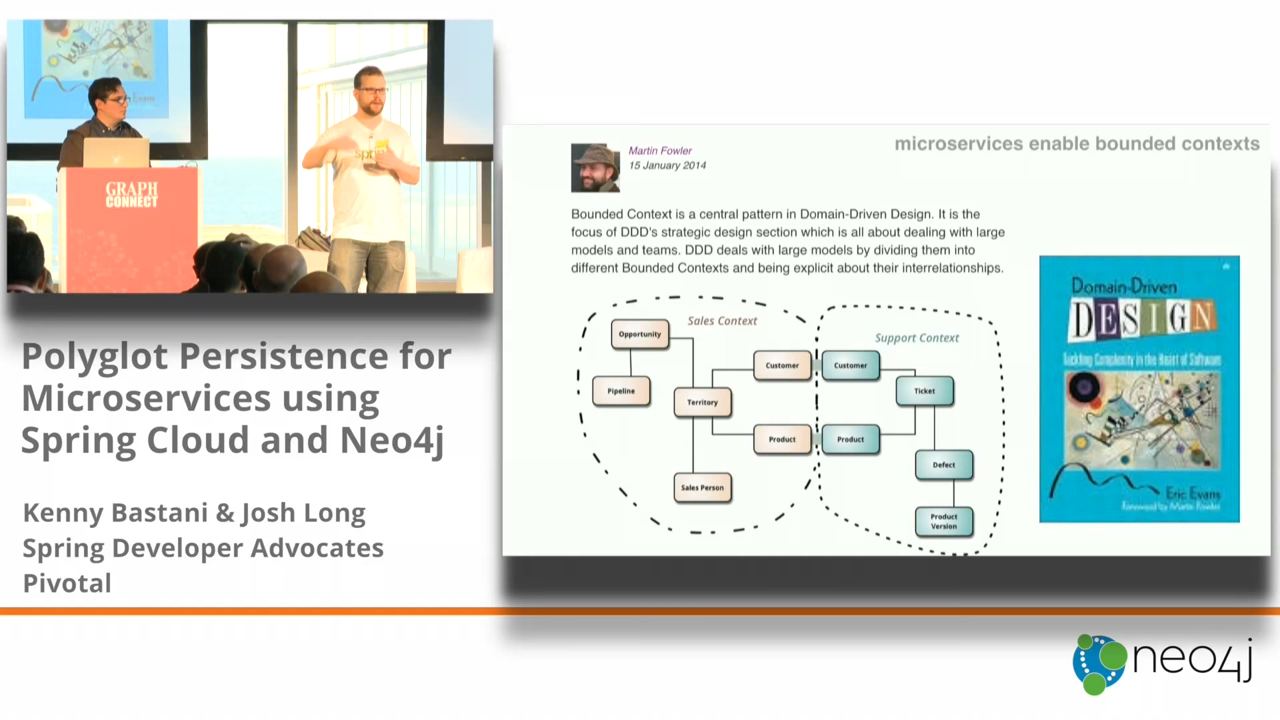 GRAPH
CONNECT
spring
Polyglot Persistence for
Microservices using
Spring Cloud and Neo4j
Kenny Bastani & Josh Long
Spring Developer Advocates
Pivotal
microservices enable bounded contexts
Martin Fowler
15 January 2014
Bounded Context is a central pattern in Domain-Driven Design. It is the
focus of DDD's strategic design section which is all about dealing with large
models and teams. DDD deals with large models by dividing them into
different Bounded Contexts and being explicit about their interrelationships.
Sales Context
Opportunity
Pipeline
Territory
Customer
Product
Sales Person
Support Context
Customer
Ticket
Product
Defect
Product
Version
Domain-Driven
DESIGN
Tackling Complexity in the Heart of Software
Eric Evans
Foreword by Martin Fowler
neo4j